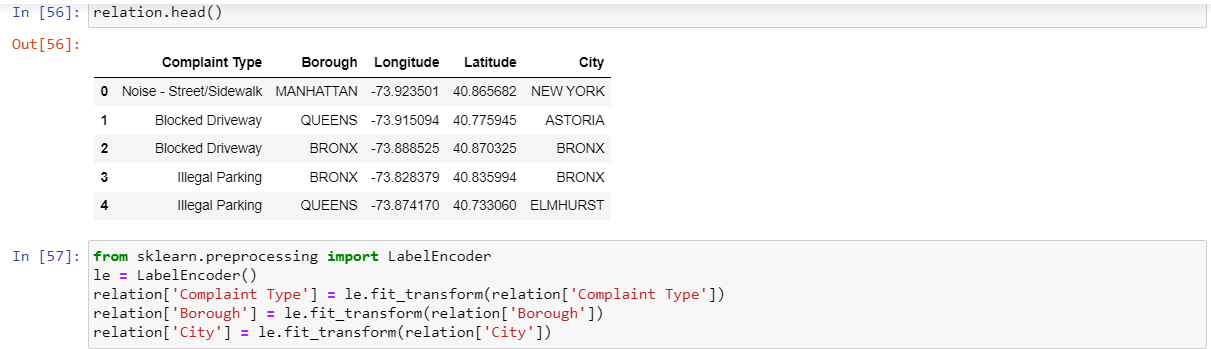 In [56]: relation.head()
Out[56]:
Complaint Type Borough Longitude Latitude City
0 Noise - Street/Sidewalk MANHATTAN -73.923501 40.865682 NEW YORK
1 Blocked Driveway QUEENS -73.915094 40.775945 ASTORIA
2 Blocked Driveway BRONX -73.888525 40.870325 BRONX
3 Illegal Parking BRONX -73.828379 40.835994 BRONX
4 Illegal Parking QUEENS -73.874170 40.733060 ELMHURST
In [57]: from sklearn.preprocessing import LabelEncoder
le = LabelEncoder()
relation['Complaint Type'] = le.fit_transform(relation['Complaint Type'])
relation['Borough'] = le.fit_transform(relation['Borough'])
relation['City'] = le.fit_transform(relation['City'])